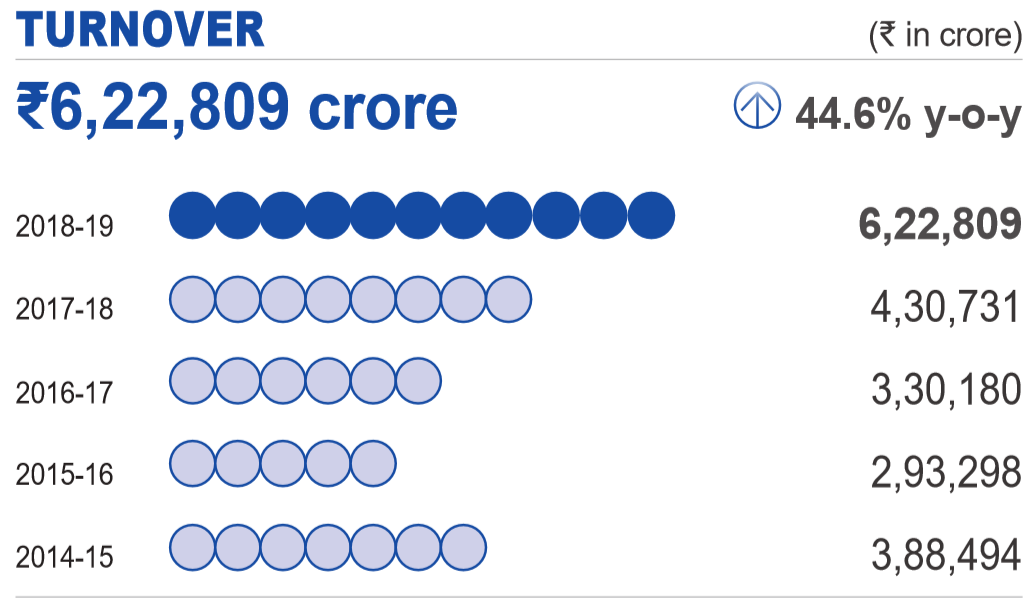 TURNOVER (₹ in crore)
₹6,22,809 crore 44.6% y-o-y
2018-19 6,22,809
2017-18 4,30,731
2016-17 3,30,180
2015-16 2,93,298
2014-15 3,88,494